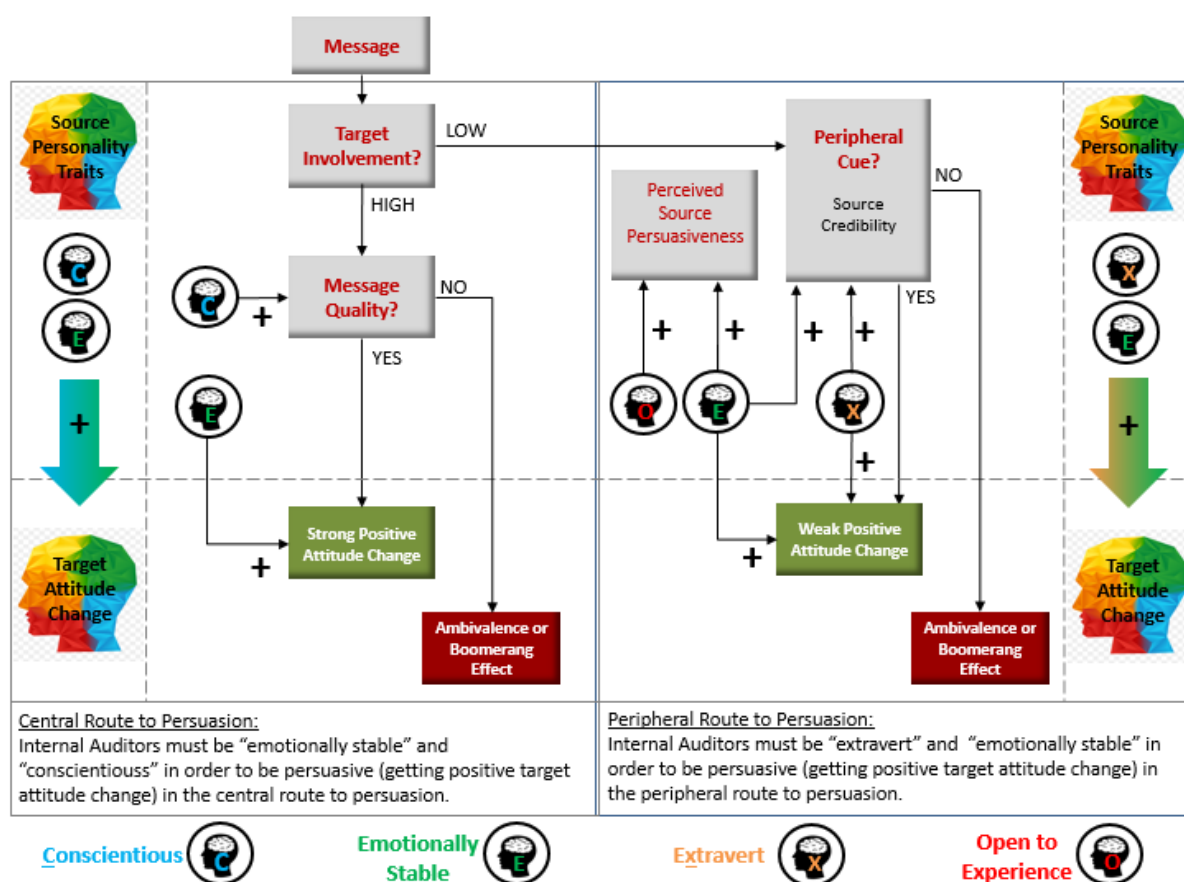 Message
Source
Personality
Traits
Target
Involvement?
LOW
HIGH
Perceived
Source
Persuasiveness
Peripheral
Cue?
Source
Credibility
NO
YES
Source
Personality
Traits
C
E
+
C
+
Message
Quality?
NO
YES
E
+
O
+
E
+
+
X
+
+
X
E
+
Strong Positive
Attitude Change
+
Weak Positive
Attitude Change
Target
Attitude
Change
Ambivalence or
Boomerang
Effect
Ambivalence or
Boomerang
Effect
Target
Attitude
Change
Central Route to Persuasion:
Internal Auditors must be “emotionally stable” and
“conscientiouss” in order to be persuasive (getting positive target
attitude change) in the central route to persuasion.
Peripheral Route to Persuasion:
Internal Auditors must be “extravert” and “emotionally stable” in
order to be persuasive (getting positive target attitude change) in
the peripheral route to persuasion.
Conscientious
C
Emotionally
Stable
E
Extravert
X
Open to
Experience
O